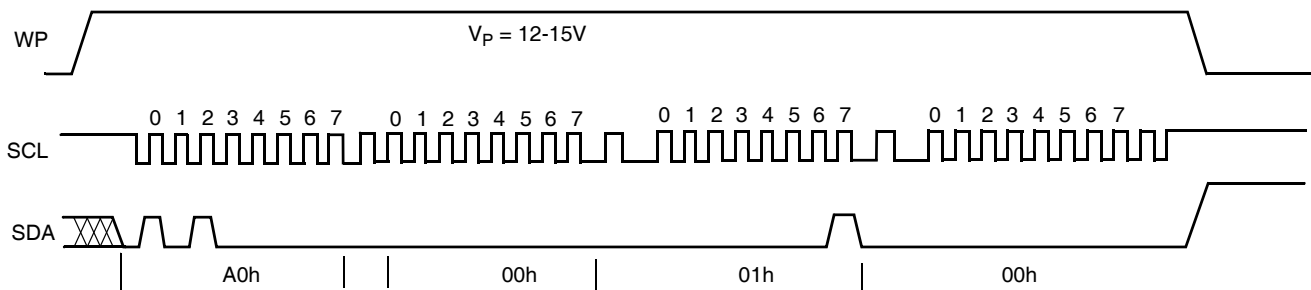 WP
V_P = 12-15V
0 1 2 3 4 5 6 7 0 1 2 3 4 5 6 7 0 1 2 3 4 5 6 7 0 1 2 3 4 5 6 7
SCL
SDA
A0h 00h 01h 00h